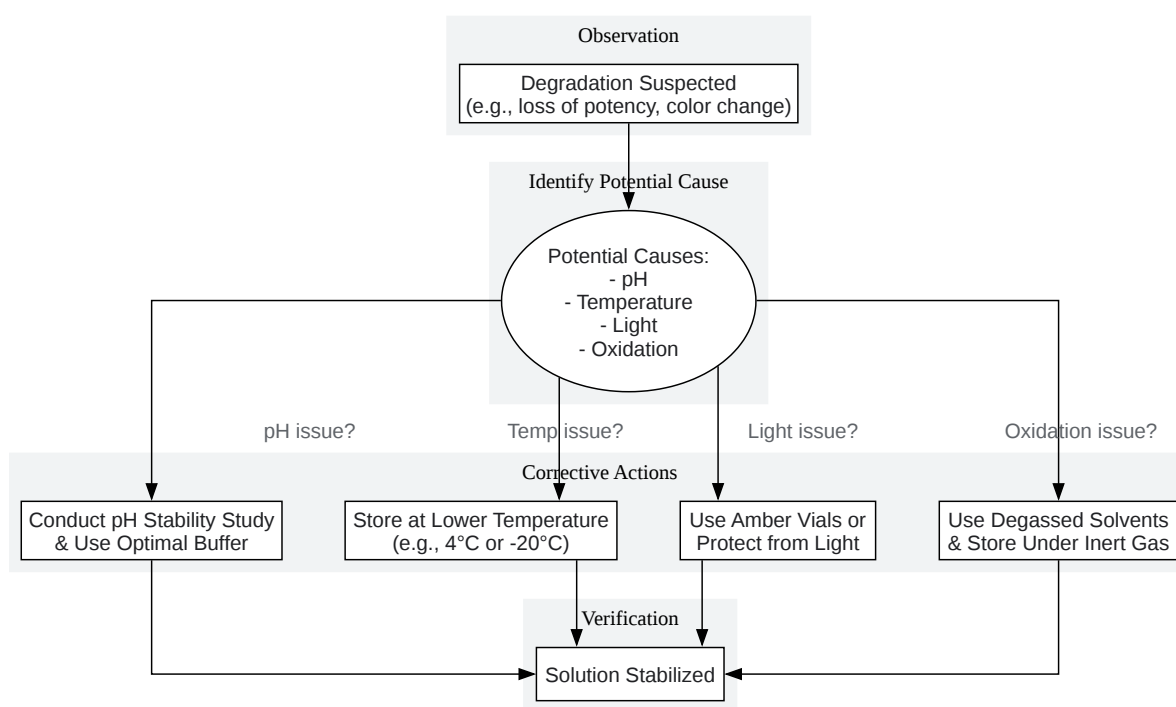 Observation
Degradation Suspected
(e.g., loss of potency, color change)
Identify Potential Cause
Potential Causes:
- pH
- Temperature
- Light
- Oxidation
pH issue?
Temp issue?
Light issue?
Oxidation issue?
Corrective Actions
Conduct pH Stability Study
& Use Optimal Buffer
Store at Lower Temperature
(e.g., 4°C or -20°C)
Use Amber Vials or
Protect from Light
Use Degassed Solvents
& Store Under Inert Gas
Verification
Solution Stabilized